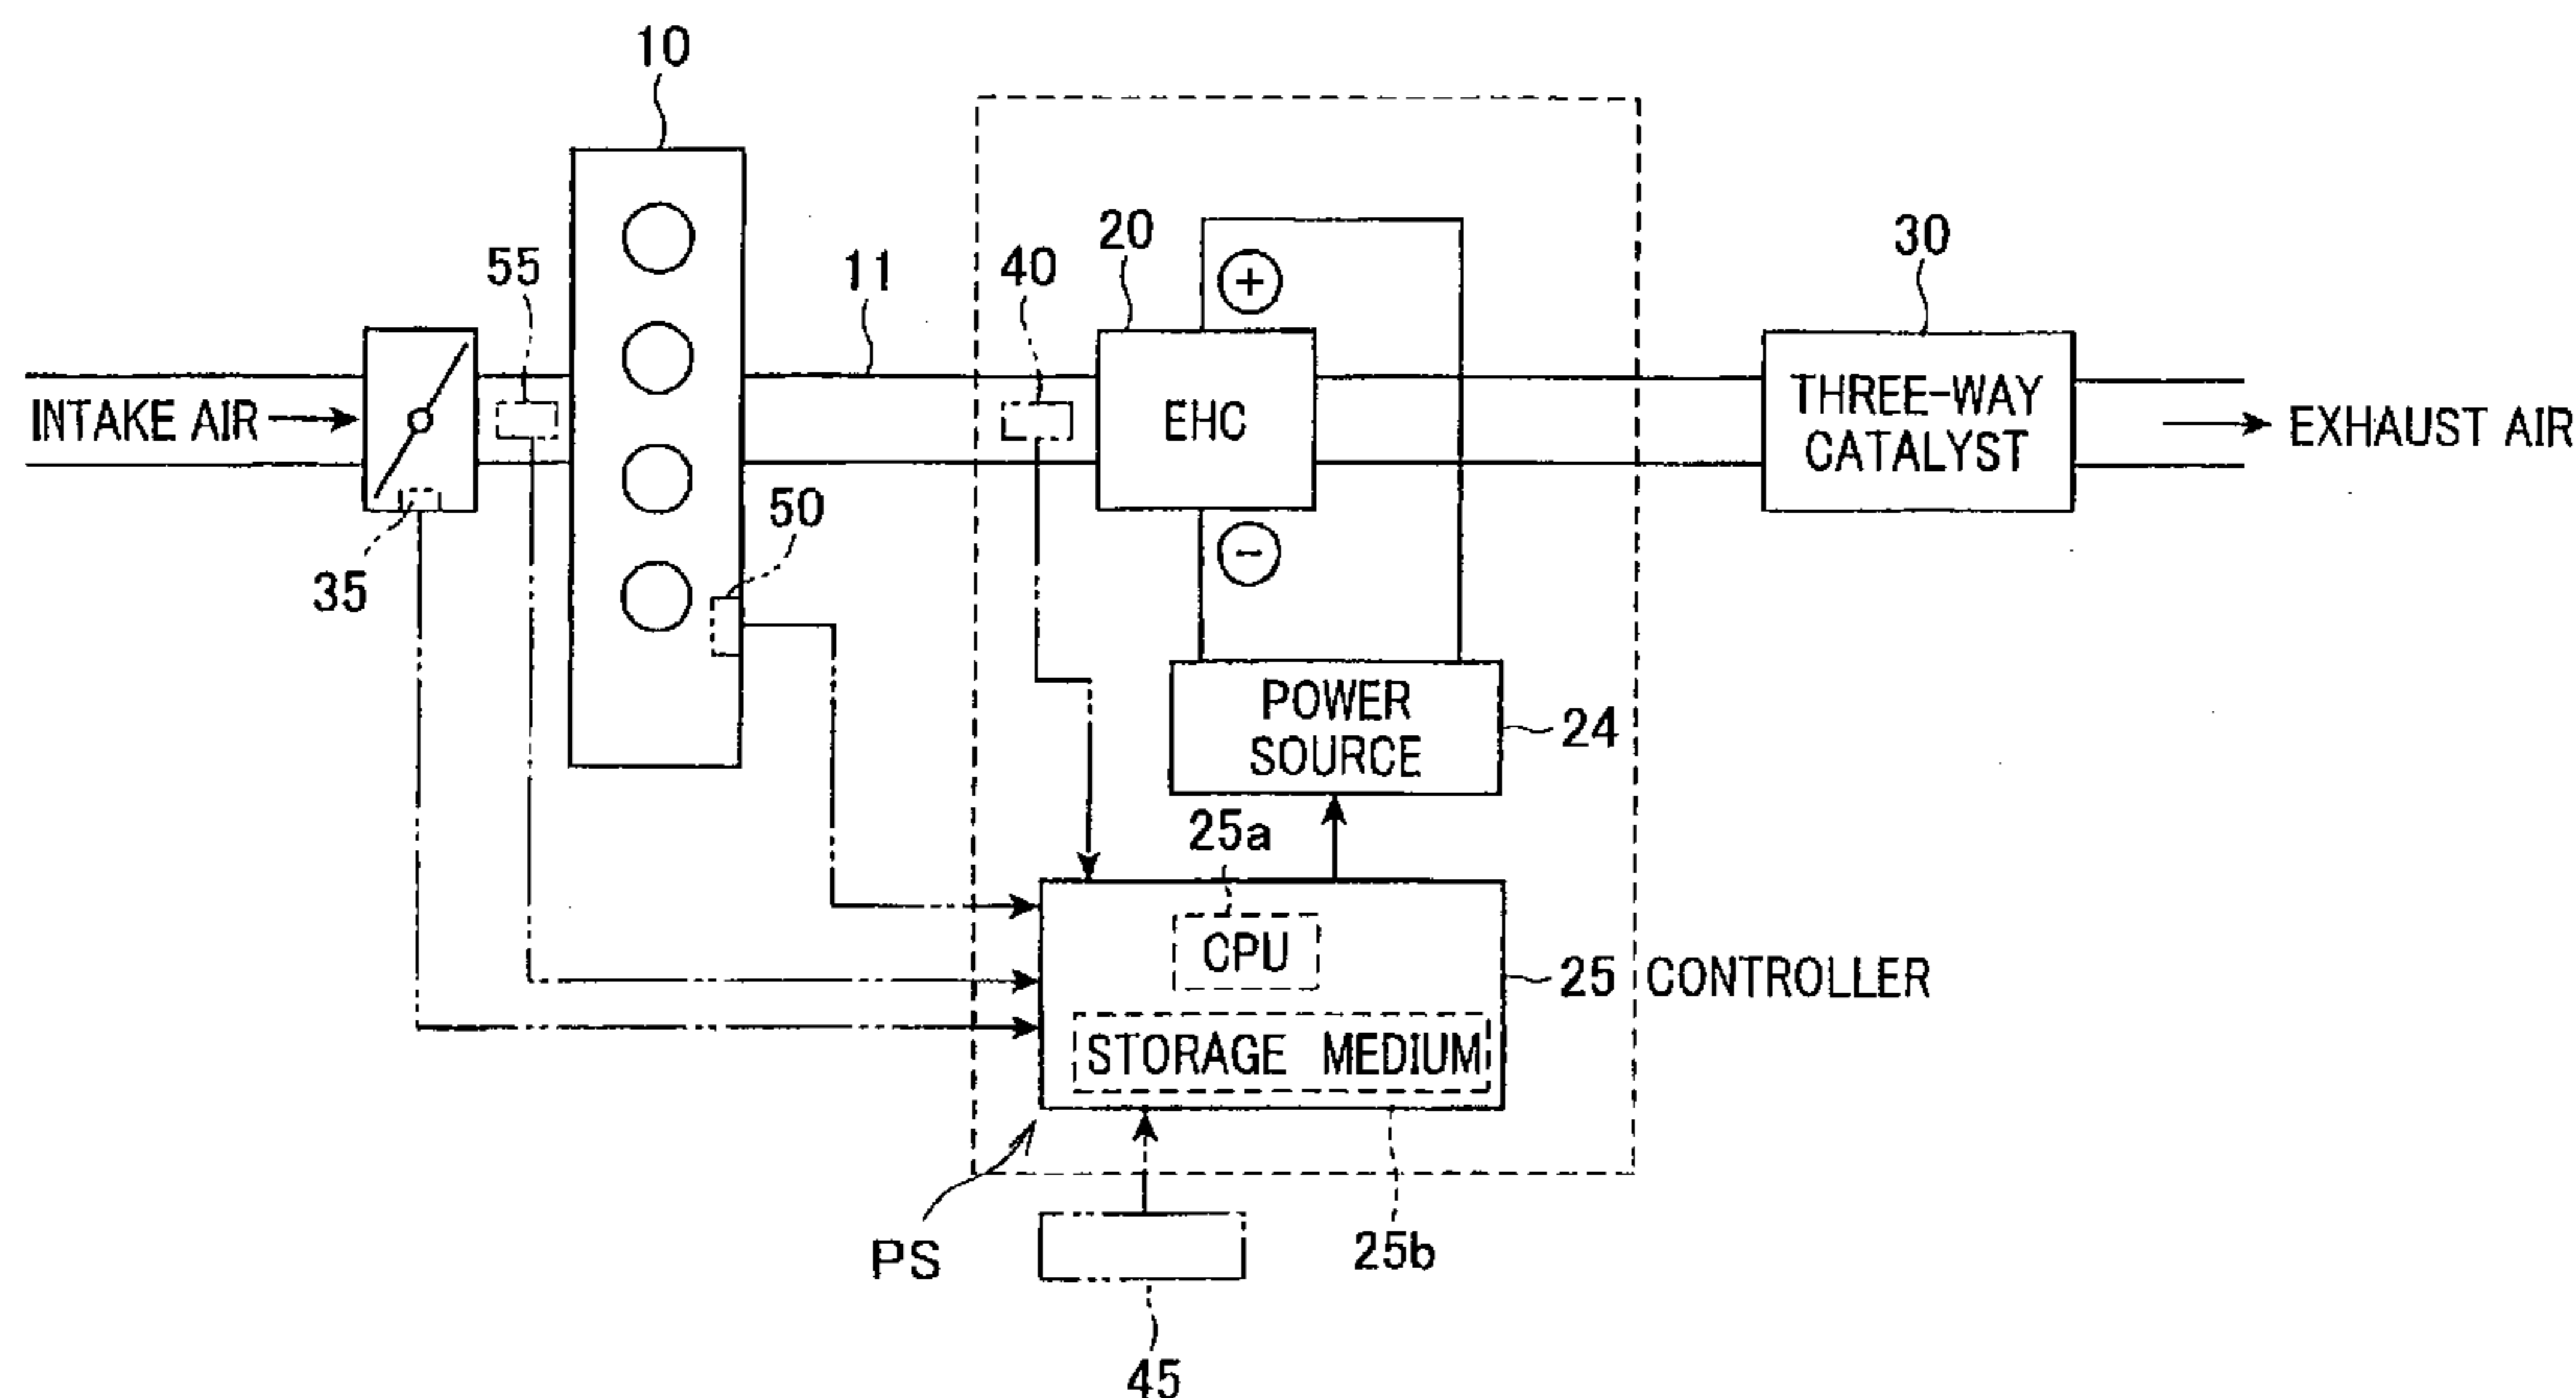 10
55
11
40
20
30
+
INTAKE AIR
EHC
THREE-WAY
CATALYST
EXHAUST AIR
35
50
−
POWER
SOURCE
24
25a
CPU
25 CONTROLLER
STORAGE MEDIUM
PS
25b
45